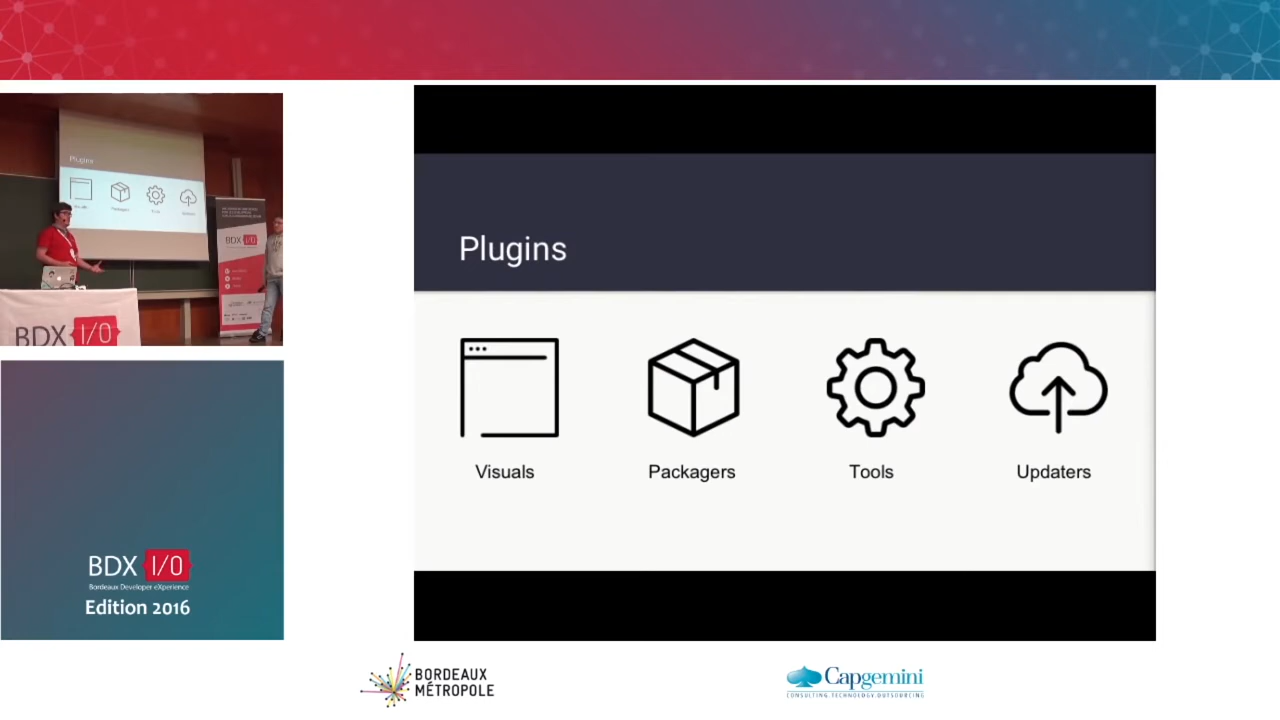 Plugins
BDX I/O
BDX I/O
Plugins
Visuals
Packagers
Tools
Updaters
BDX I/O
Bordeaux Developer eXperience
Edition 2016
BORDEAUX
MÉTROPOLE
Capgemini
CONSULTING.TECHNOLOGY.OUTSOURCING